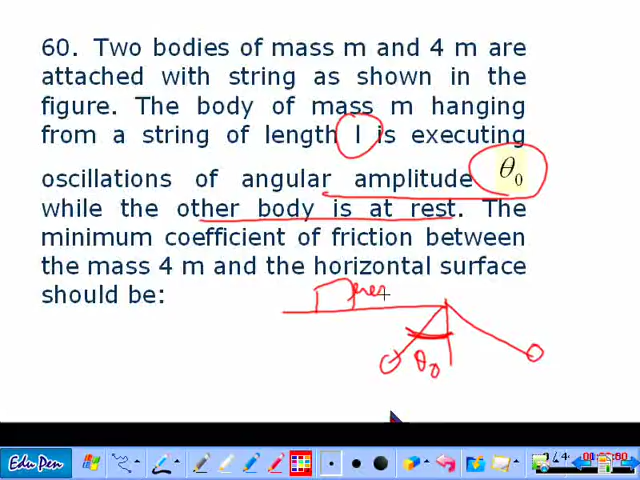 60. Two bodies of mass m and 4 m are
attached with string as shown in the
figure. The body of mass m hanging
from a string of length l is executing
oscillations of angular amplitude θ₀
while the other body is at rest. The
minimum coefficient of friction between
the mass 4 m and the horizontal surface
should be:
θ₀
Edu Pen